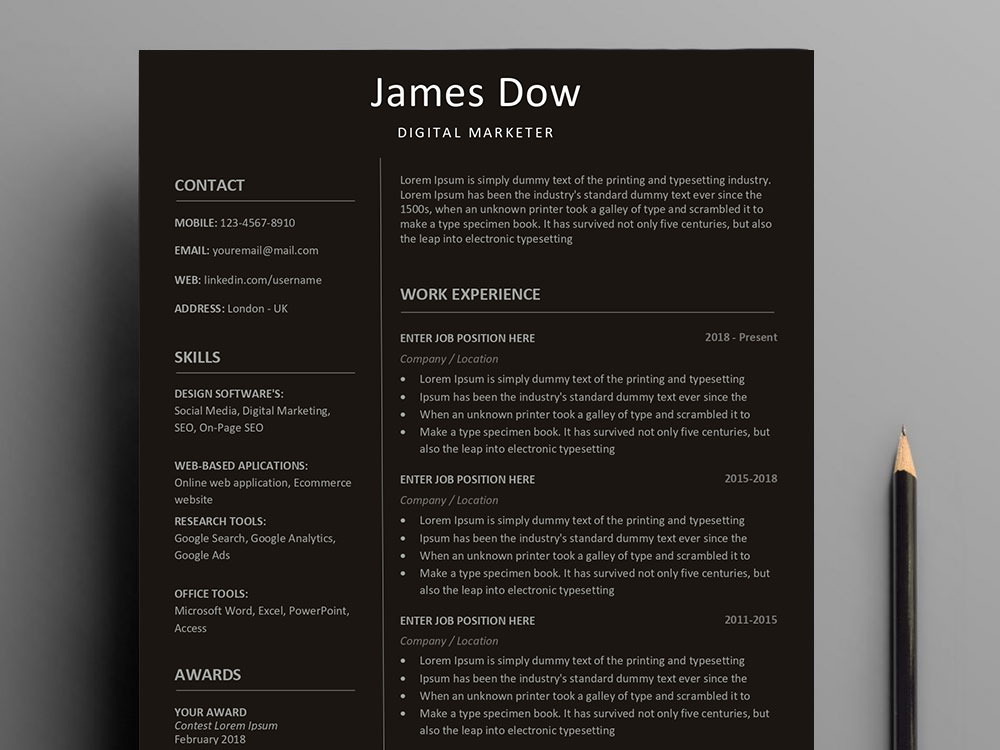 James Dow
DIGITAL MARKETER
CONTACT
MOBILE: 123-4567-8910
EMAIL: youremail@mail.com
WEB: linkedin.com/username
ADDRESS: London - UK
SKILLS
DESIGN SOFTWARE'S:
Social Media, Digital Marketing,
SEO, On-Page SEO
WEB-BASED APLICATIONS:
Online web application, Ecommerce
website
RESEARCH TOOLS:
Google Search, Google Analytics,
Google Ads
OFFICE TOOLS:
Microsoft Word, Excel, PowerPoint,
Access
AWARDS
YOUR AWARD
Contest Lorem Ipsum
February 2018
Lorem Ipsum is simply dummy text of the printing and typesetting industry.
Lorem Ipsum has been the industry's standard dummy text ever since the
1500s, when an unknown printer took a galley of type and scrambled it to
make a type specimen book. It has survived not only five centuries, but also
the leap into electronic typesetting
WORK EXPERIENCE
ENTER JOB POSITION HERE 2018 - Present
Company / Location
• Lorem Ipsum is simply dummy text of the printing and typesetting
• Ipsum has been the industry's standard dummy text ever since the
• When an unknown printer took a galley of type and scrambled it to
• Make a type specimen book. It has survived not only five centuries, but
also the leap into electronic typesetting
ENTER JOB POSITION HERE 2015-2018
Company / Location
• Lorem Ipsum is simply dummy text of the printing and typesetting
• Ipsum has been the industry's standard dummy text ever since the
• When an unknown printer took a galley of type and scrambled it to
• Make a type specimen book. It has survived not only five centuries, but
also the leap into electronic typesetting
ENTER JOB POSITION HERE 2011-2015
Company / Location
• Lorem Ipsum is simply dummy text of the printing and typesetting
• Ipsum has been the industry's standard dummy text ever since the
• When an unknown printer took a galley of type and scrambled it to
• Make a type specimen book. It has survived not only five centuries, but
also the leap into electronic typesetting